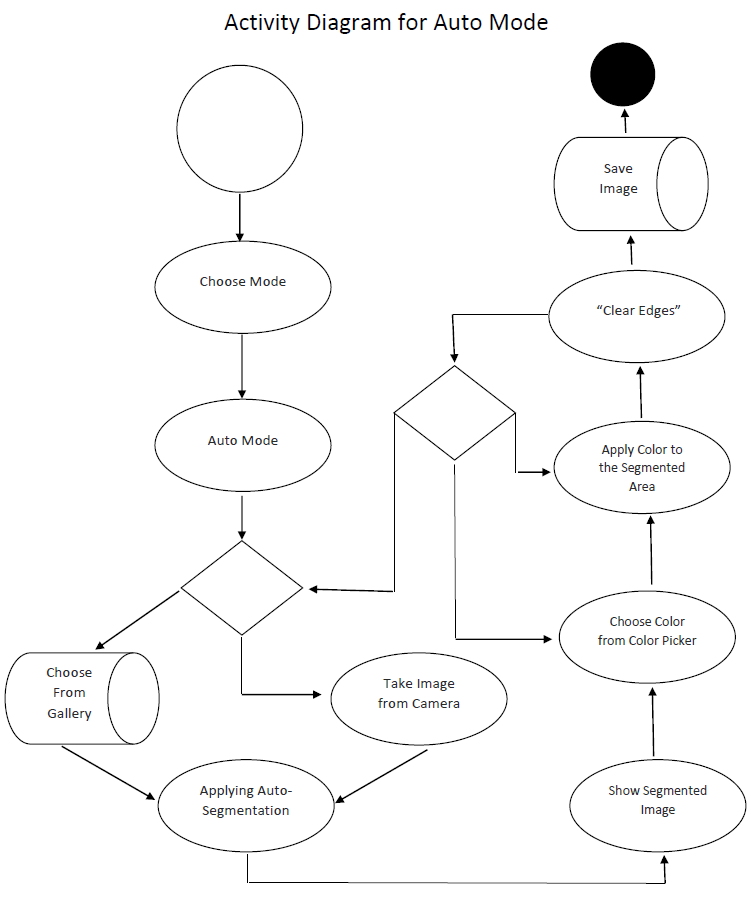 Activity Diagram for Auto Mode
Choose Mode
Auto Mode
Choose
From
Gallery
Take Image
from Camera
Applying Auto-
Segmentation
Show Segmented
Image
Choose Color
from Color Picker
Apply Color to
the Segmented
Area
“Clear Edges”
Save
Image